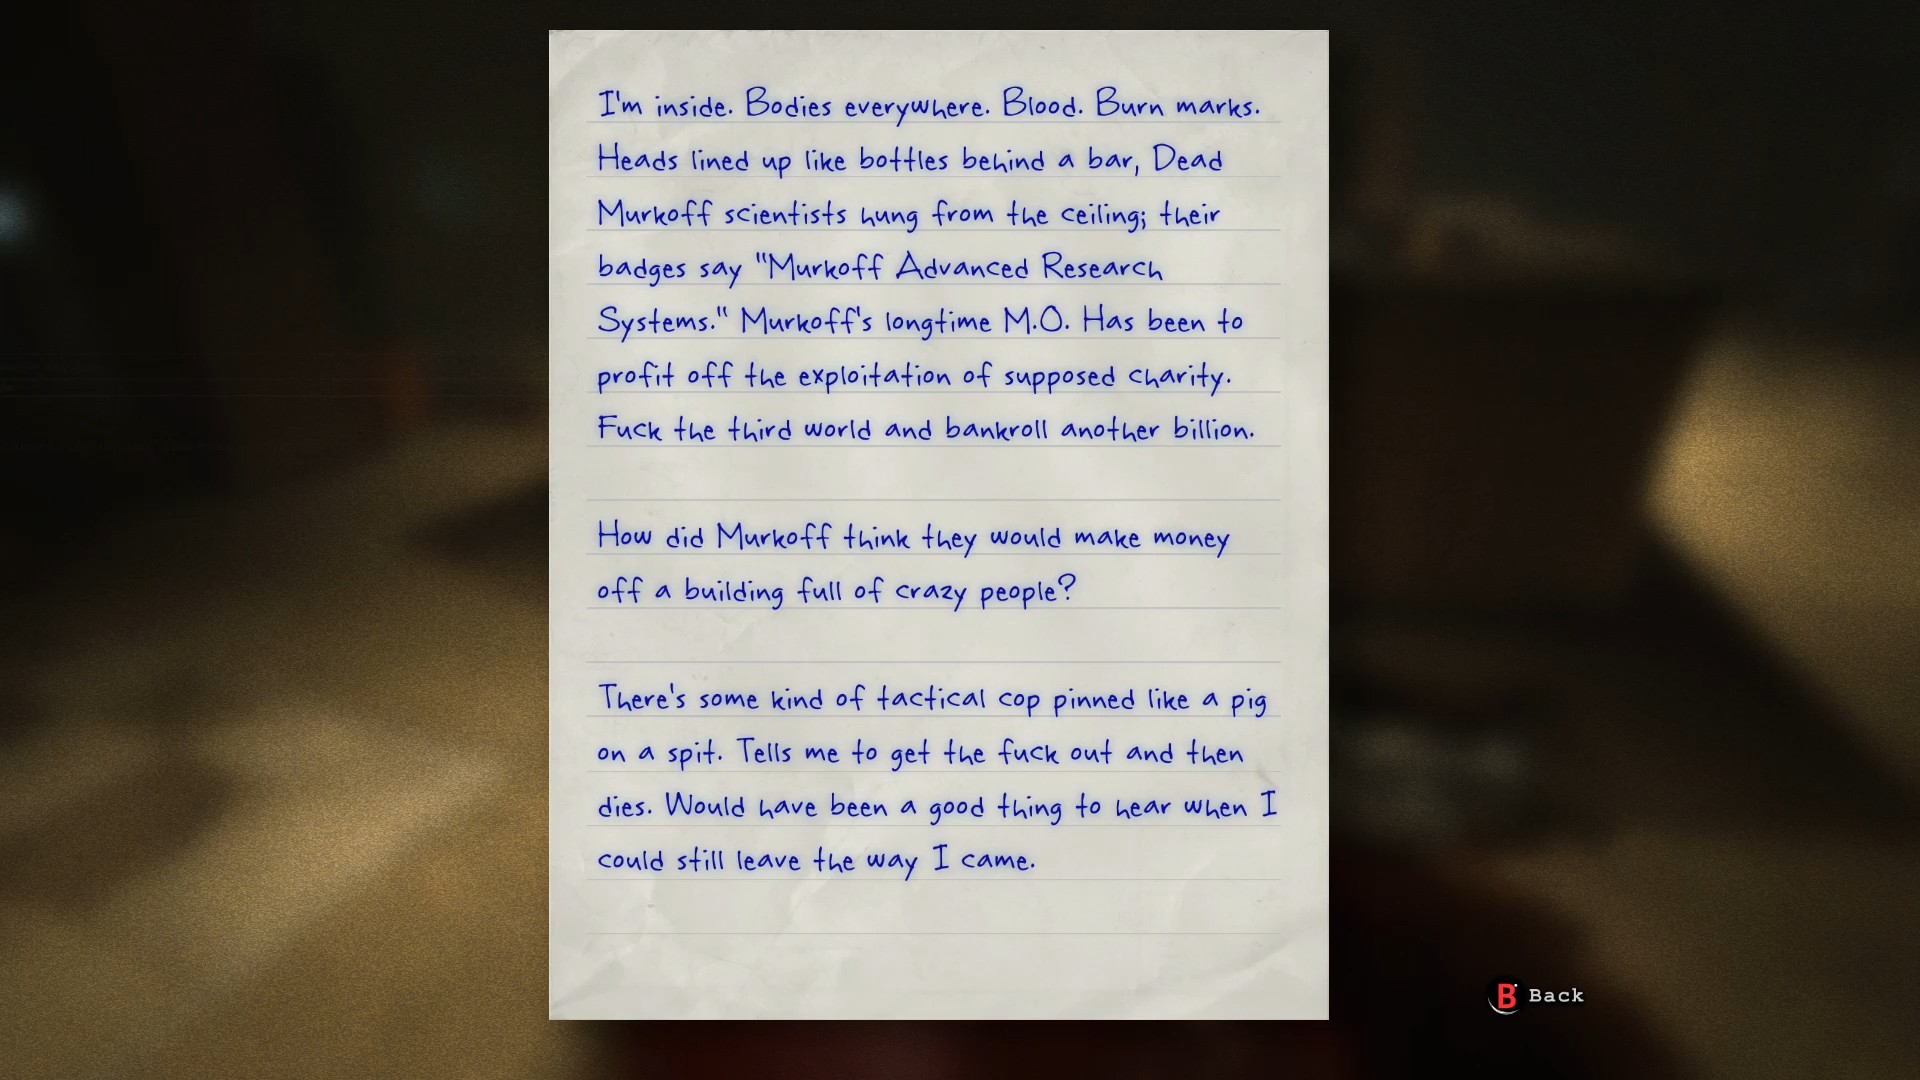 I'm inside. Bodies everywhere. Blood. Burn marks.
Heads lined up like bottles behind a bar, Dead
Murkoff scientists hung from the ceiling; their
badges say "Murkoff Advanced Research
Systems." Murkoff's longtime M.O. Has been to
profit off the exploitation of supposed charity.
Fuck the third world and bankroll another billion.
How did Murkoff think they would make money
off a building full of crazy people?
There's some kind of tactical cop pinned like a pig
on a spit. Tells me to get the fuck out and then
dies. Would have been a good thing to hear when I
could still leave the way I came.
B Back